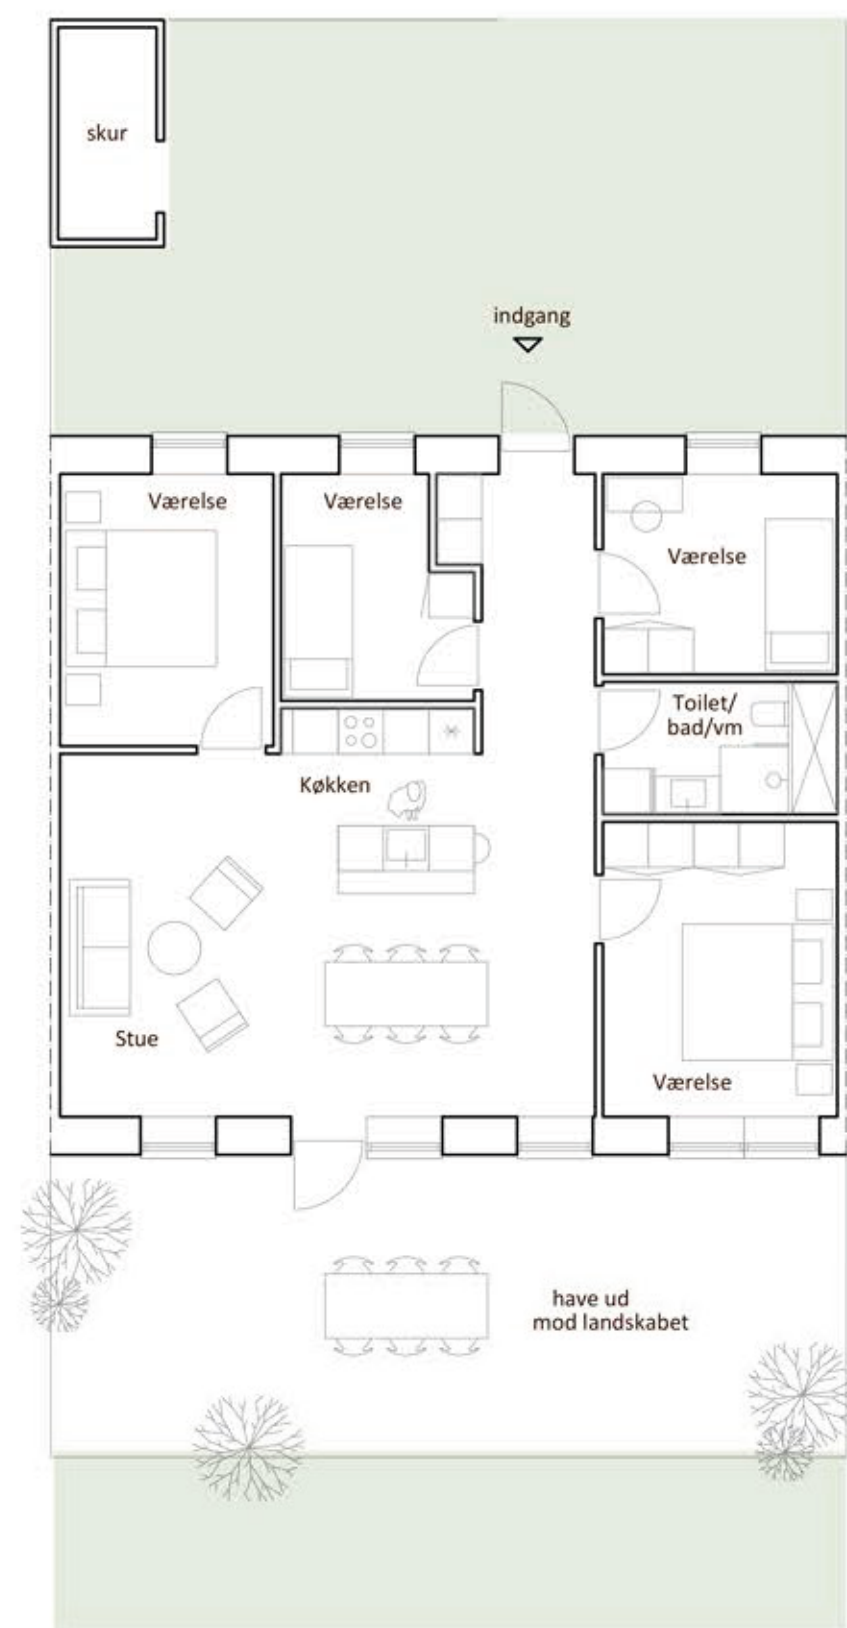 skur
indgang
Værelse
Værelse
Værelse
Toilet/
bad/vm
Køkken
Stue
Værelse
have ud
mod landskabet